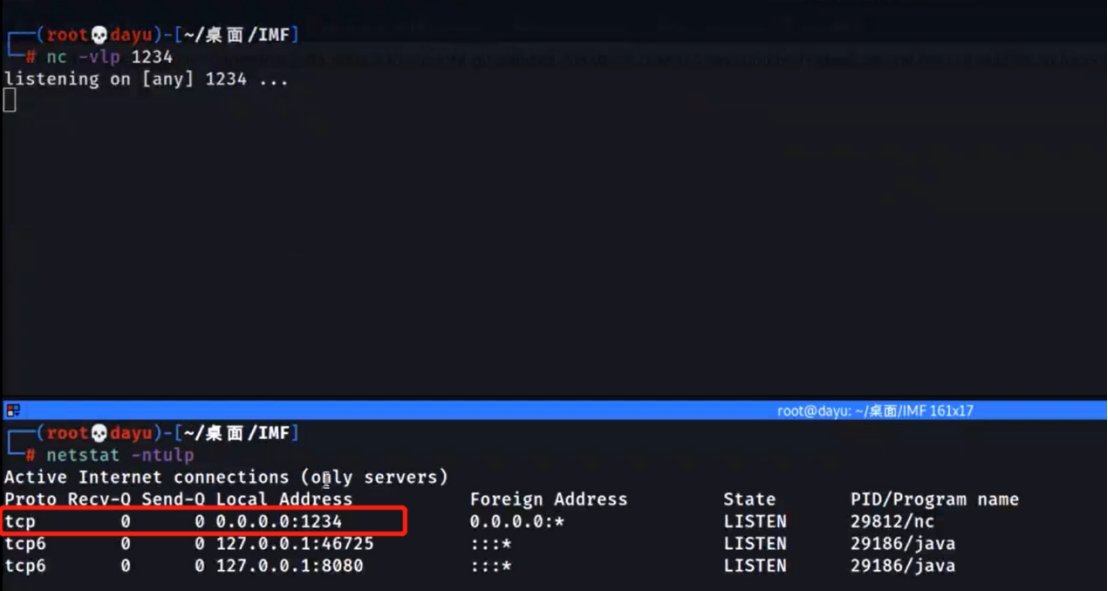 ┌──(root💀dayu)-[~/桌面/IMF]
└─# nc -vlp 1234
listening on [any] 1234 ...
root@dayu: ~/桌面/IMF 161x17
┌──(root💀dayu)-[~/桌面/IMF]
└─# netstat -ntulp
Active Internet connections (only servers)
Proto Recv-Q Send-Q Local Address Foreign Address State PID/Program name
tcp 0 0 0.0.0.0:1234 0.0.0.0:* LISTEN 29812/nc
tcp6 0 0 127.0.0.1:46725 :::* LISTEN 29186/java
tcp6 0 0 127.0.0.1:8080 :::* LISTEN 29186/java